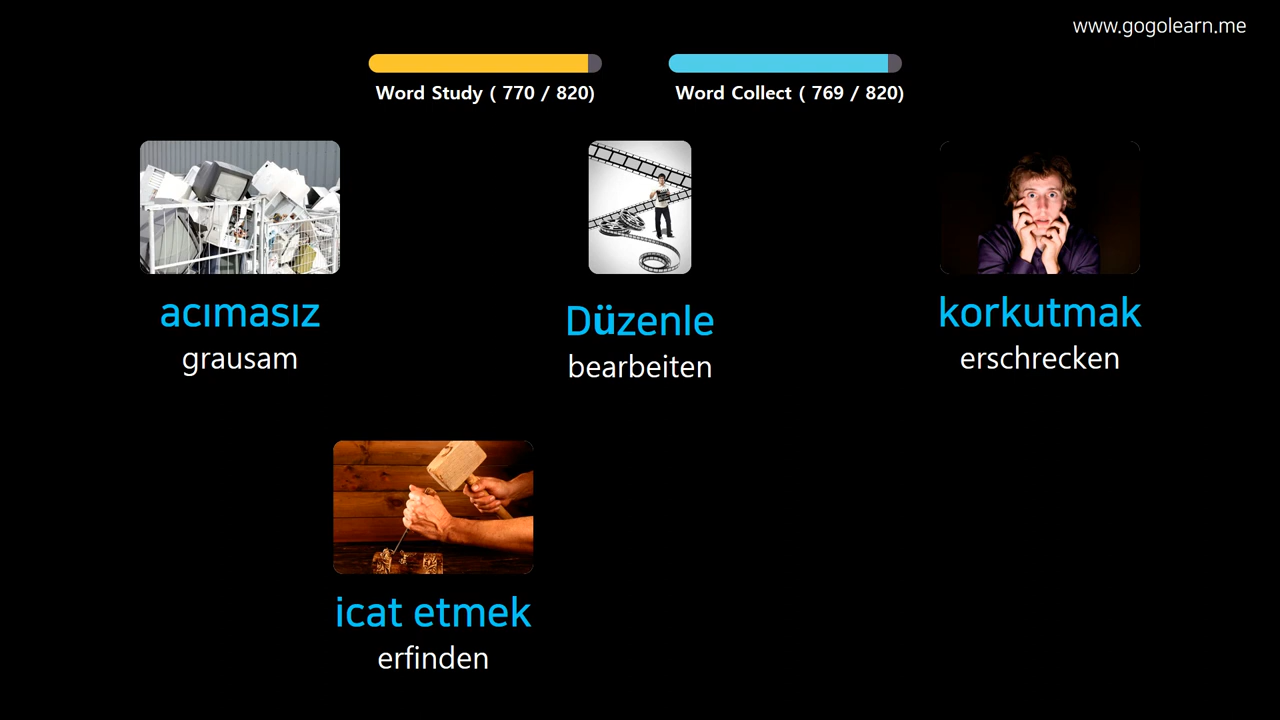 www.gogolearn.me
Word Study ( 770 / 820)
Word Collect ( 769 / 820)
acımasız
grausam
Düzenle
bearbeiten
korkutmak
erschrecken
icat etmek
erfinden